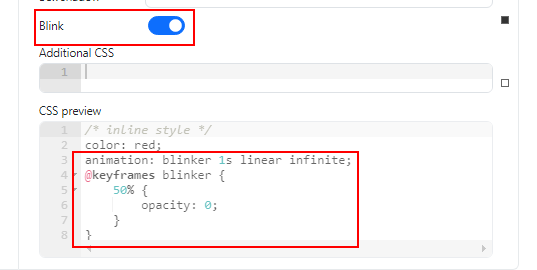 Blink
Additional CSS
1
CSS preview
1 /* inline style */
2 color: red;
3 animation: blinker 1s linear infinite;
4 @keyframes blinker {
5 50% {
6 opacity: 0;
7 }
8 }